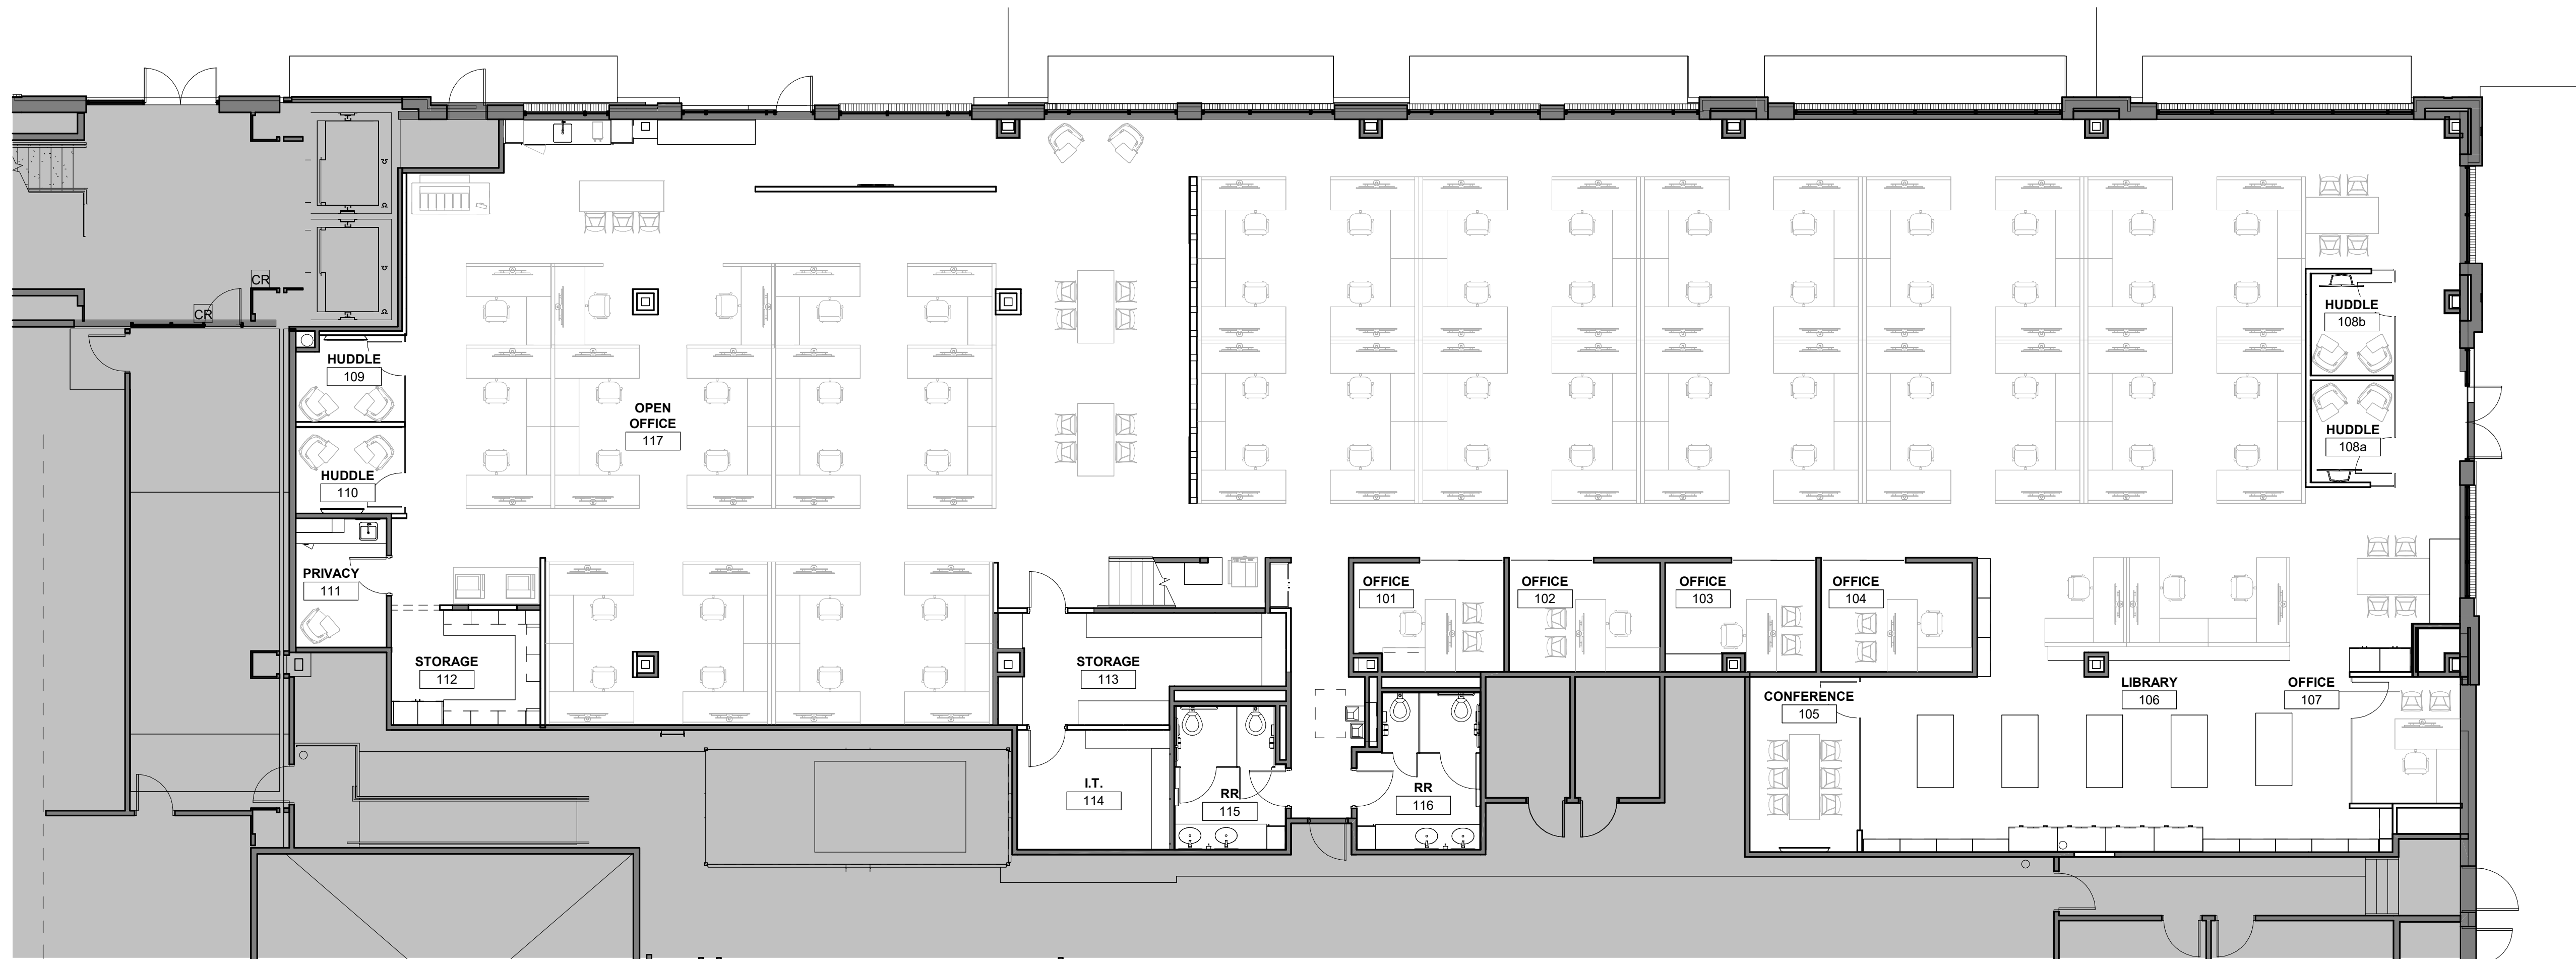 CR
CR
HUDDLE
108b
HUDDLE
109
HUDDLE
108a
OPEN
OFFICE
117
HUDDLE
110
PRIVACY
111
OFFICE
101
OFFICE
102
OFFICE
103
OFFICE
104
STORAGE
112
STORAGE
113
CONFERENCE
105
LIBRARY
106
OFFICE
107
I.T.
114
RR
115
RR
116